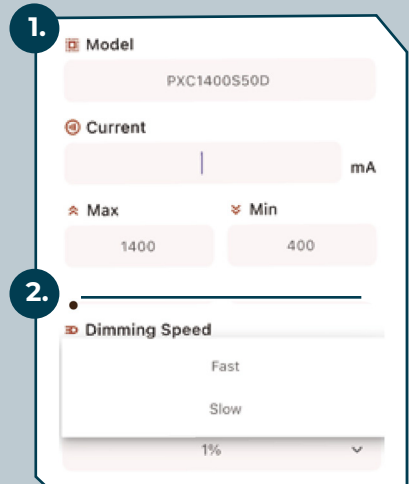 1.
Model
PXC1400S50D
Current
mA
Max Min
1400 400
2.
Dimming Speed
Fast
Slow
1%